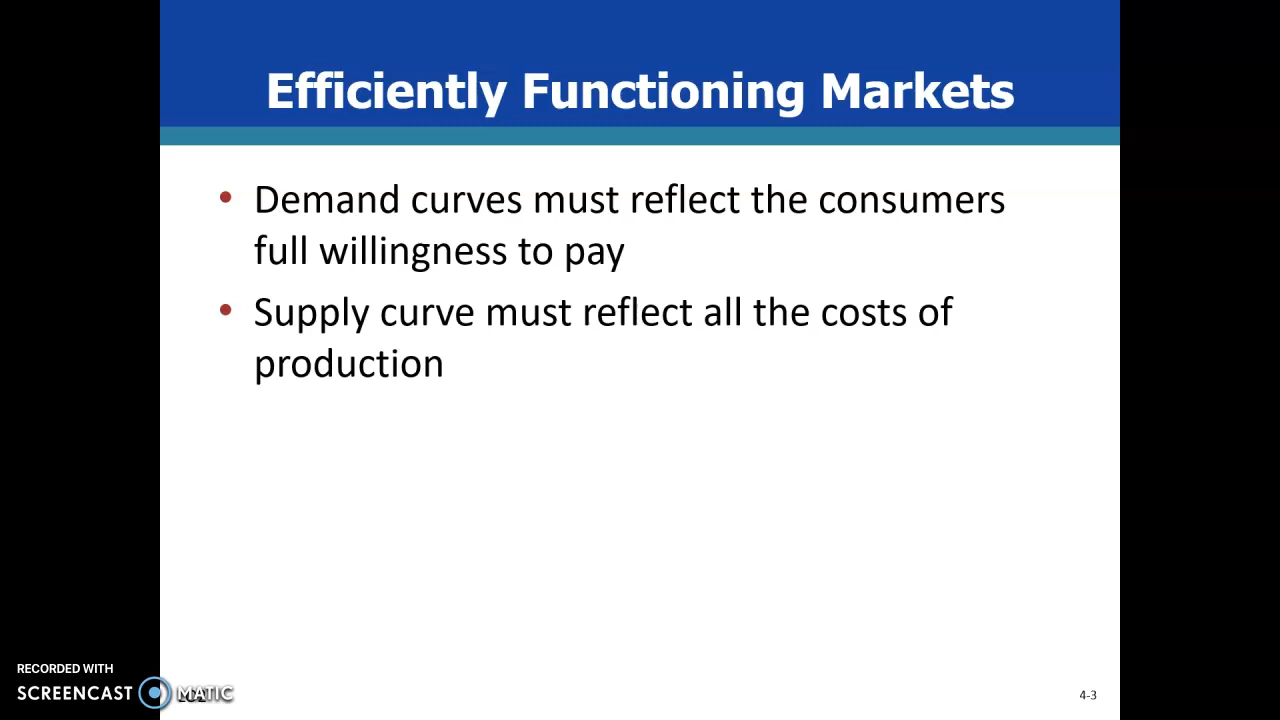 Efficiently Functioning Markets
• Demand curves must reflect the consumers
full willingness to pay
• Supply curve must reflect all the costs of
production
RECORDED WITH
SCREENCAST MATIC
4-3